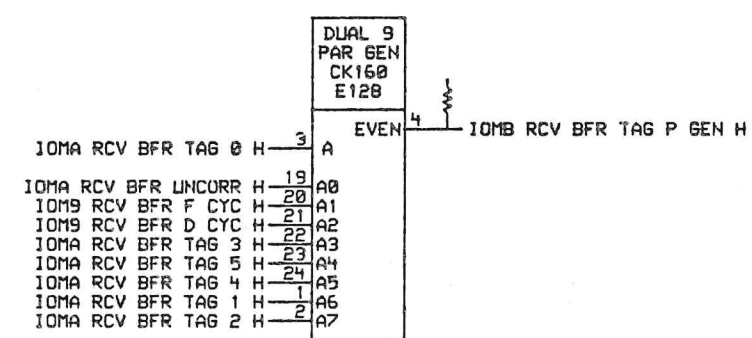 DUAL 9
PAR GEN
CK160
E128
EVEN 4 IOMB RCV BFR TAG P GEN H
IOMA RCV BFR TAG 0 H 3 A
IOMA RCV BFR UNCORR H 19 A0
IOM9 RCV BFR F CYC H 20 A1
IOM9 RCV BFR D CYC H 21 A2
IOMA RCV BFR TAG 3 H 22 A3
IOMA RCV BFR TAG 5 H 23 A4
IOMA RCV BFR TAG 4 H 24 A5
IOMA RCV BFR TAG 1 H 1 A6
IOMA RCV BFR TAG 2 H 2 A7